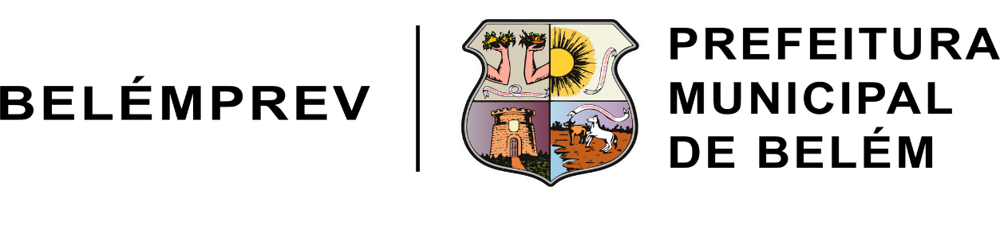 BELÉMPREV
PREFEITURA
MUNICIPAL
DE BELÉM